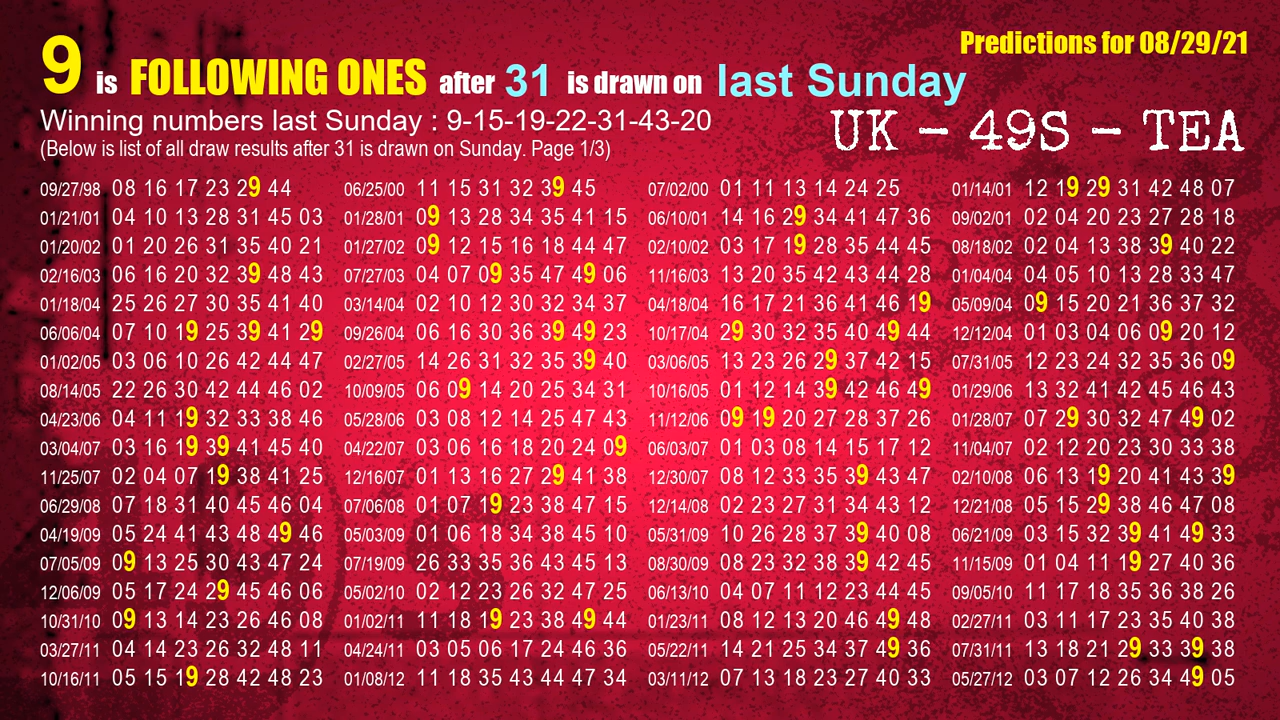 Predictions for 08/29/21
9 is FOLLOWING ONES after 31 is drawn on last Sunday
Winning numbers last Sunday : 9-15-19-22-31-43-20
UK - 49S - TEA
(Below is list of all draw results after 31 is drawn on Sunday. Page 1/3)
09/27/98 08 16 17 23 29 44 06/25/00 11 15 31 32 39 45 07/02/00 01 11 13 14 24 25 01/14/01 12 19 29 31 42 48 07
01/21/01 04 10 13 28 31 45 03 01/28/01 09 13 28 34 35 41 15 06/10/01 14 16 29 34 41 47 36 09/02/01 02 04 20 23 27 28 18
01/20/02 01 20 26 31 35 40 21 01/27/02 09 12 15 16 18 44 47 02/10/02 03 17 19 28 35 44 45 08/18/02 02 04 13 38 39 40 22
02/16/03 06 16 20 32 39 48 43 07/27/03 04 07 09 35 47 49 06 11/16/03 13 20 35 42 43 44 28 01/04/04 04 05 10 13 28 33 47
01/18/04 25 26 27 30 35 41 40 03/14/04 02 10 12 30 32 34 37 04/18/04 16 17 21 36 41 46 19 05/09/04 09 15 20 21 36 37 32
06/06/04 07 10 19 25 39 41 29 09/26/04 06 16 30 36 39 49 23 10/17/04 29 30 32 35 40 49 44 12/12/04 01 03 04 06 09 20 12
01/02/05 03 06 10 26 42 44 47 02/27/05 14 26 31 32 35 39 40 03/06/05 13 23 26 29 37 42 15 07/31/05 12 23 24 32 35 36 09
08/14/05 22 26 30 42 44 46 02 10/09/05 06 09 14 20 25 34 31 10/16/05 01 12 14 39 42 46 49 01/29/06 13 32 41 42 45 46 43
04/23/06 04 11 19 32 33 38 46 05/28/06 03 08 12 14 25 47 43 11/12/06 09 19 20 27 28 37 26 01/28/07 07 29 30 32 47 49 02
03/04/07 03 16 19 39 41 45 40 04/22/07 03 06 16 18 20 24 09 06/03/07 01 03 08 14 15 17 12 11/04/07 02 12 20 23 30 33 38
11/25/07 02 04 07 19 38 41 25 12/16/07 01 13 16 27 29 41 38 12/30/07 08 12 33 35 39 43 47 02/10/08 06 13 19 20 41 43 39
06/29/08 07 18 31 40 45 46 04 07/06/08 01 07 19 23 38 47 15 12/14/08 02 23 27 31 34 43 12 12/21/08 05 15 29 38 46 47 08
04/19/09 05 24 41 43 48 49 46 05/03/09 01 06 18 34 38 45 10 05/31/09 10 26 28 37 39 40 08 06/21/09 03 15 32 39 41 49 33
07/05/09 09 13 25 30 43 47 24 07/19/09 26 33 35 36 43 45 13 08/30/09 08 23 32 38 39 42 45 11/15/09 01 04 11 19 27 40 36
12/06/09 05 17 24 29 45 46 06 05/02/10 02 12 23 26 32 47 25 06/13/10 04 07 11 12 23 44 45 09/05/10 11 17 18 35 36 38 26
10/31/10 09 13 14 23 26 46 08 01/02/11 11 18 19 23 38 49 44 01/23/11 08 12 13 20 46 49 48 02/27/11 03 11 17 23 35 40 38
03/27/11 04 14 23 26 32 48 11 04/24/11 03 05 06 17 24 46 36 05/22/11 14 21 25 34 37 49 36 07/31/11 13 18 21 29 33 39 38
10/16/11 05 15 19 28 42 48 23 01/08/12 11 18 35 43 44 47 34 03/11/12 07 13 18 23 27 40 33 05/27/12 03 07 12 26 34 49 05